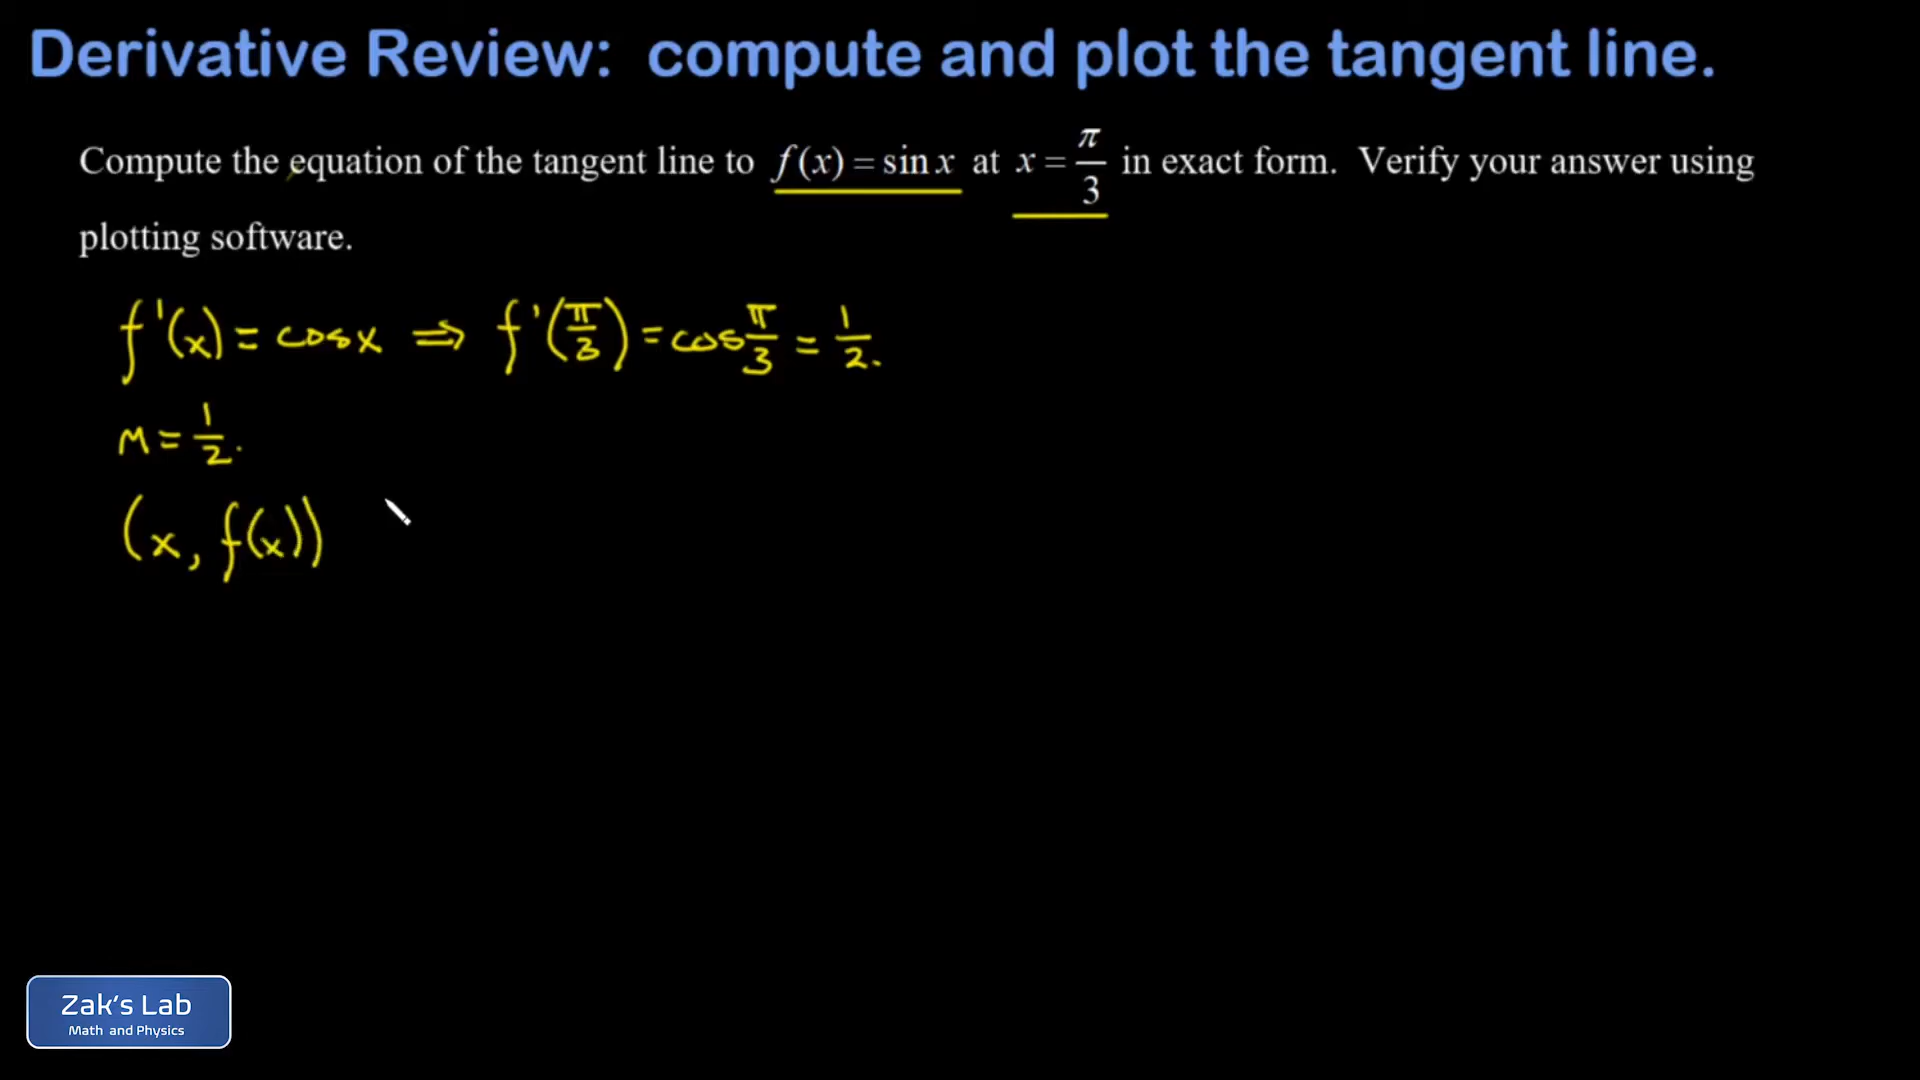 Derivative Review: compute and plot the tangent line.
Compute the equation of the tangent line to f(x) = sin x at x = π/3 in exact form. Verify your answer using
plotting software.
f'(x) = cosx ⇒ f'(π/3) = cos π/3 = 1/2.
M = 1/2.
(x, f(x))
Zak's Lab
Math and Physics